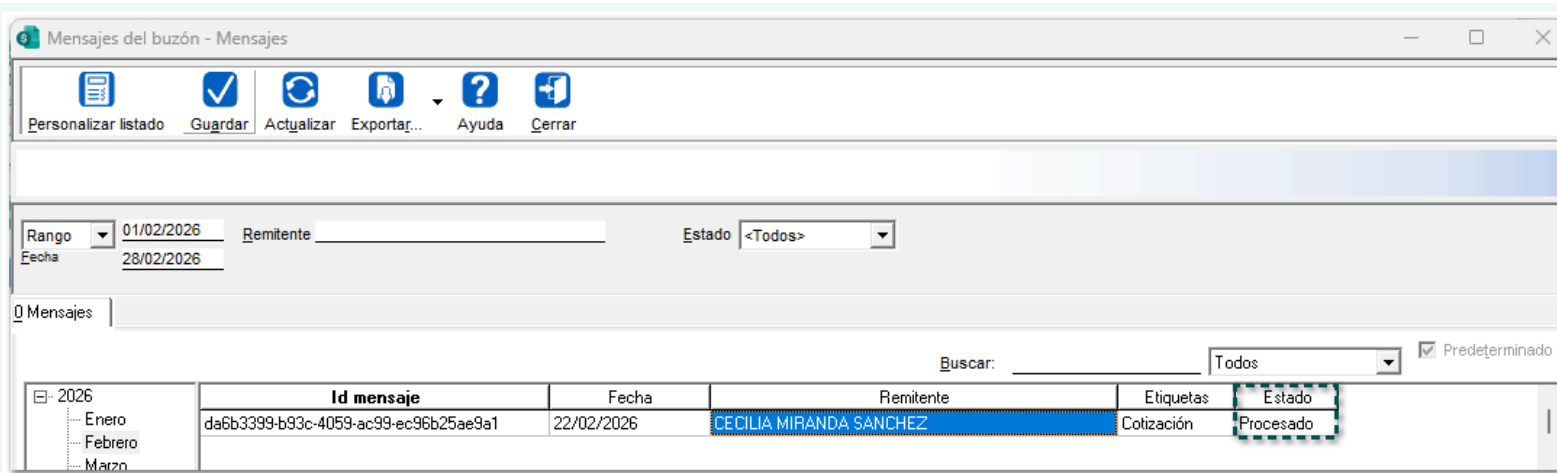 Mensajes del buzón - Mensajes
Personalizar listado Guardar Actualizar Exportar... Ayuda Cerrar
Rango 01/02/2026 Remitente Estado <Todos>
Fecha 28/02/2026
0 Mensajes
Buscar: Todos Predeterminado
2026 Id mensaje Fecha Remitente Etiquetas Estado
Enero da6b3399-b93c-4059-ac99-ec96b25ae9a1 22/02/2026 CECILIA MIRANDA SANCHEZ Cotización Procesado
Febrero
Marzo